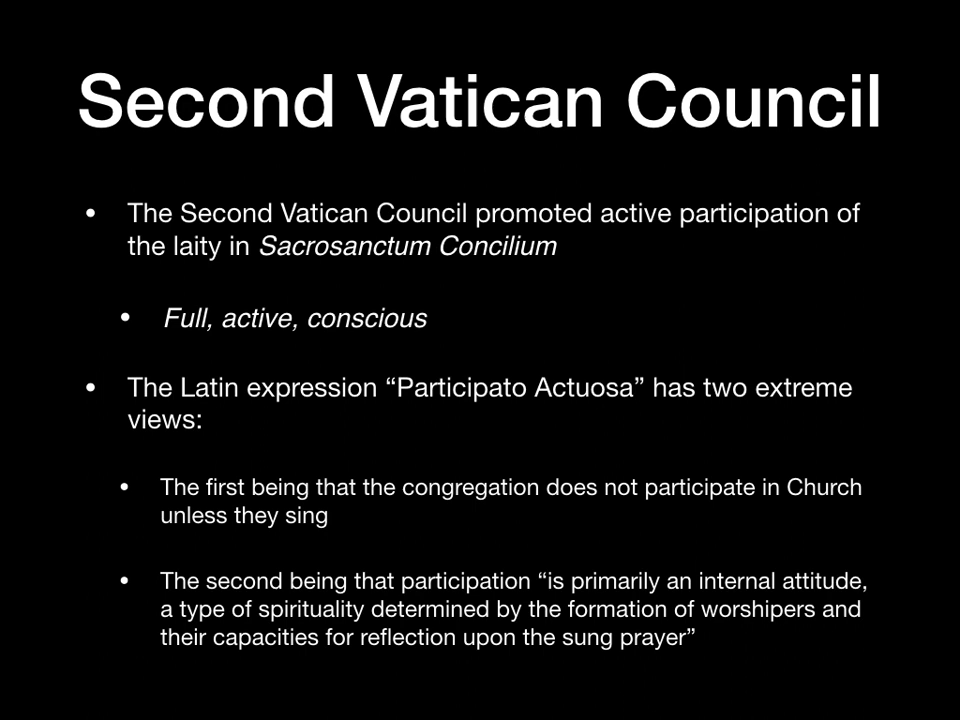 Second Vatican Council
• The Second Vatican Council promoted active participation of
the laity in Sacrosanctum Concilium
• Full, active, conscious
• The Latin expression “Participato Actuosa” has two extreme
views:
• The first being that the congregation does not participate in Church
unless they sing
• The second being that participation “is primarily an internal attitude,
a type of spirituality determined by the formation of worshipers and
their capacities for reflection upon the sung prayer”